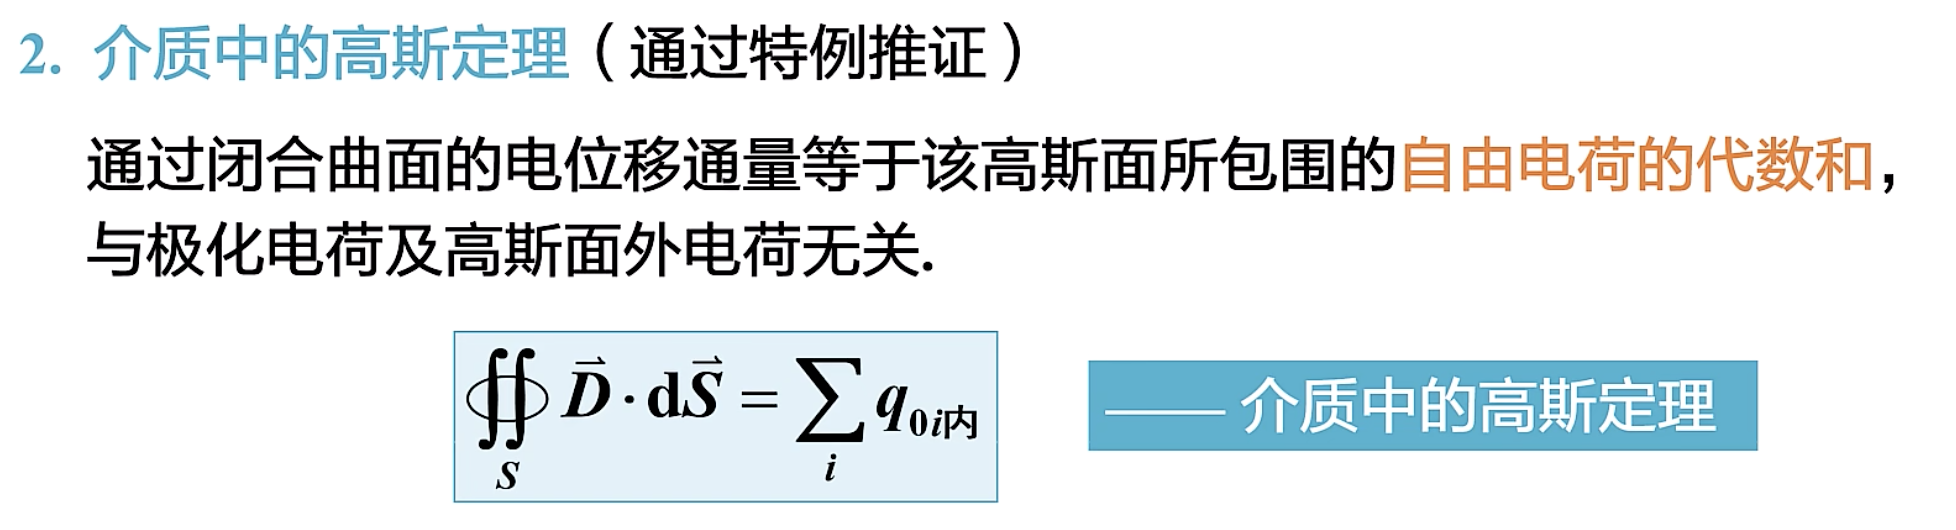 2. 介质中的高斯定理（通过特例推证）
通过闭合曲面的电位移通量等于该高斯面所包围的自由电荷的代数和，
与极化电荷及高斯面外电荷无关.
$\oiint_S \vec{D} \cdot \mathrm{d}\vec{S} = \sum_i q_{0i内}$
—— 介质中的高斯定理